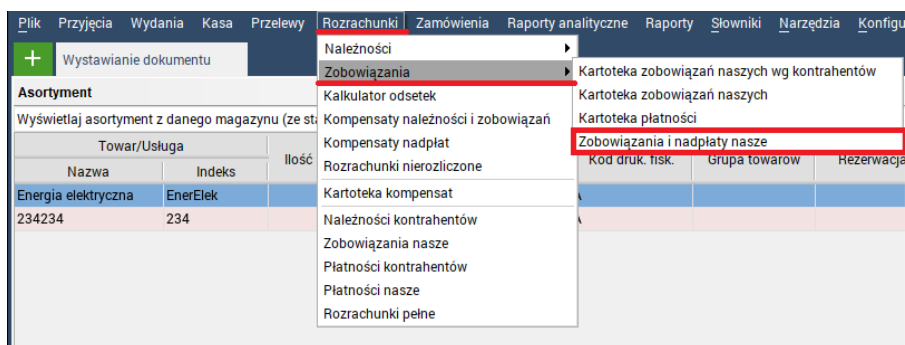 Plik Przyjęcia Wydania Kasa Przelewy Rozrachunki Zamówienia Raporty analityczne Raporty Słowniki Narzędzia Konfigu
+ Wystawianie dokumentu
Asortyment
Wyświetlaj asortyment z danego magazynu (ze sta
Towar/Usługa
Nazwa Indeks Ilość Kod druk. fisk. Grupa towarów Rezerwacja
Energia elektryczna EnerElek
234234 234
Należności
Zobowiązania
Kalkulator odsetek
Kompensaty należności i zobowiązań
Kompensaty nadpłat
Rozrachunki nierozliczone
Kartoteka kompensat
Należności kontrahentów
Zobowiązania nasze
Płatności kontrahentów
Płatności nasze
Rozrachunki pełne
Kartoteka zobowiązań naszych wg kontrahentów
Kartoteka zobowiązań naszych
Kartoteka płatności
Zobowiązania i nadpłaty nasze